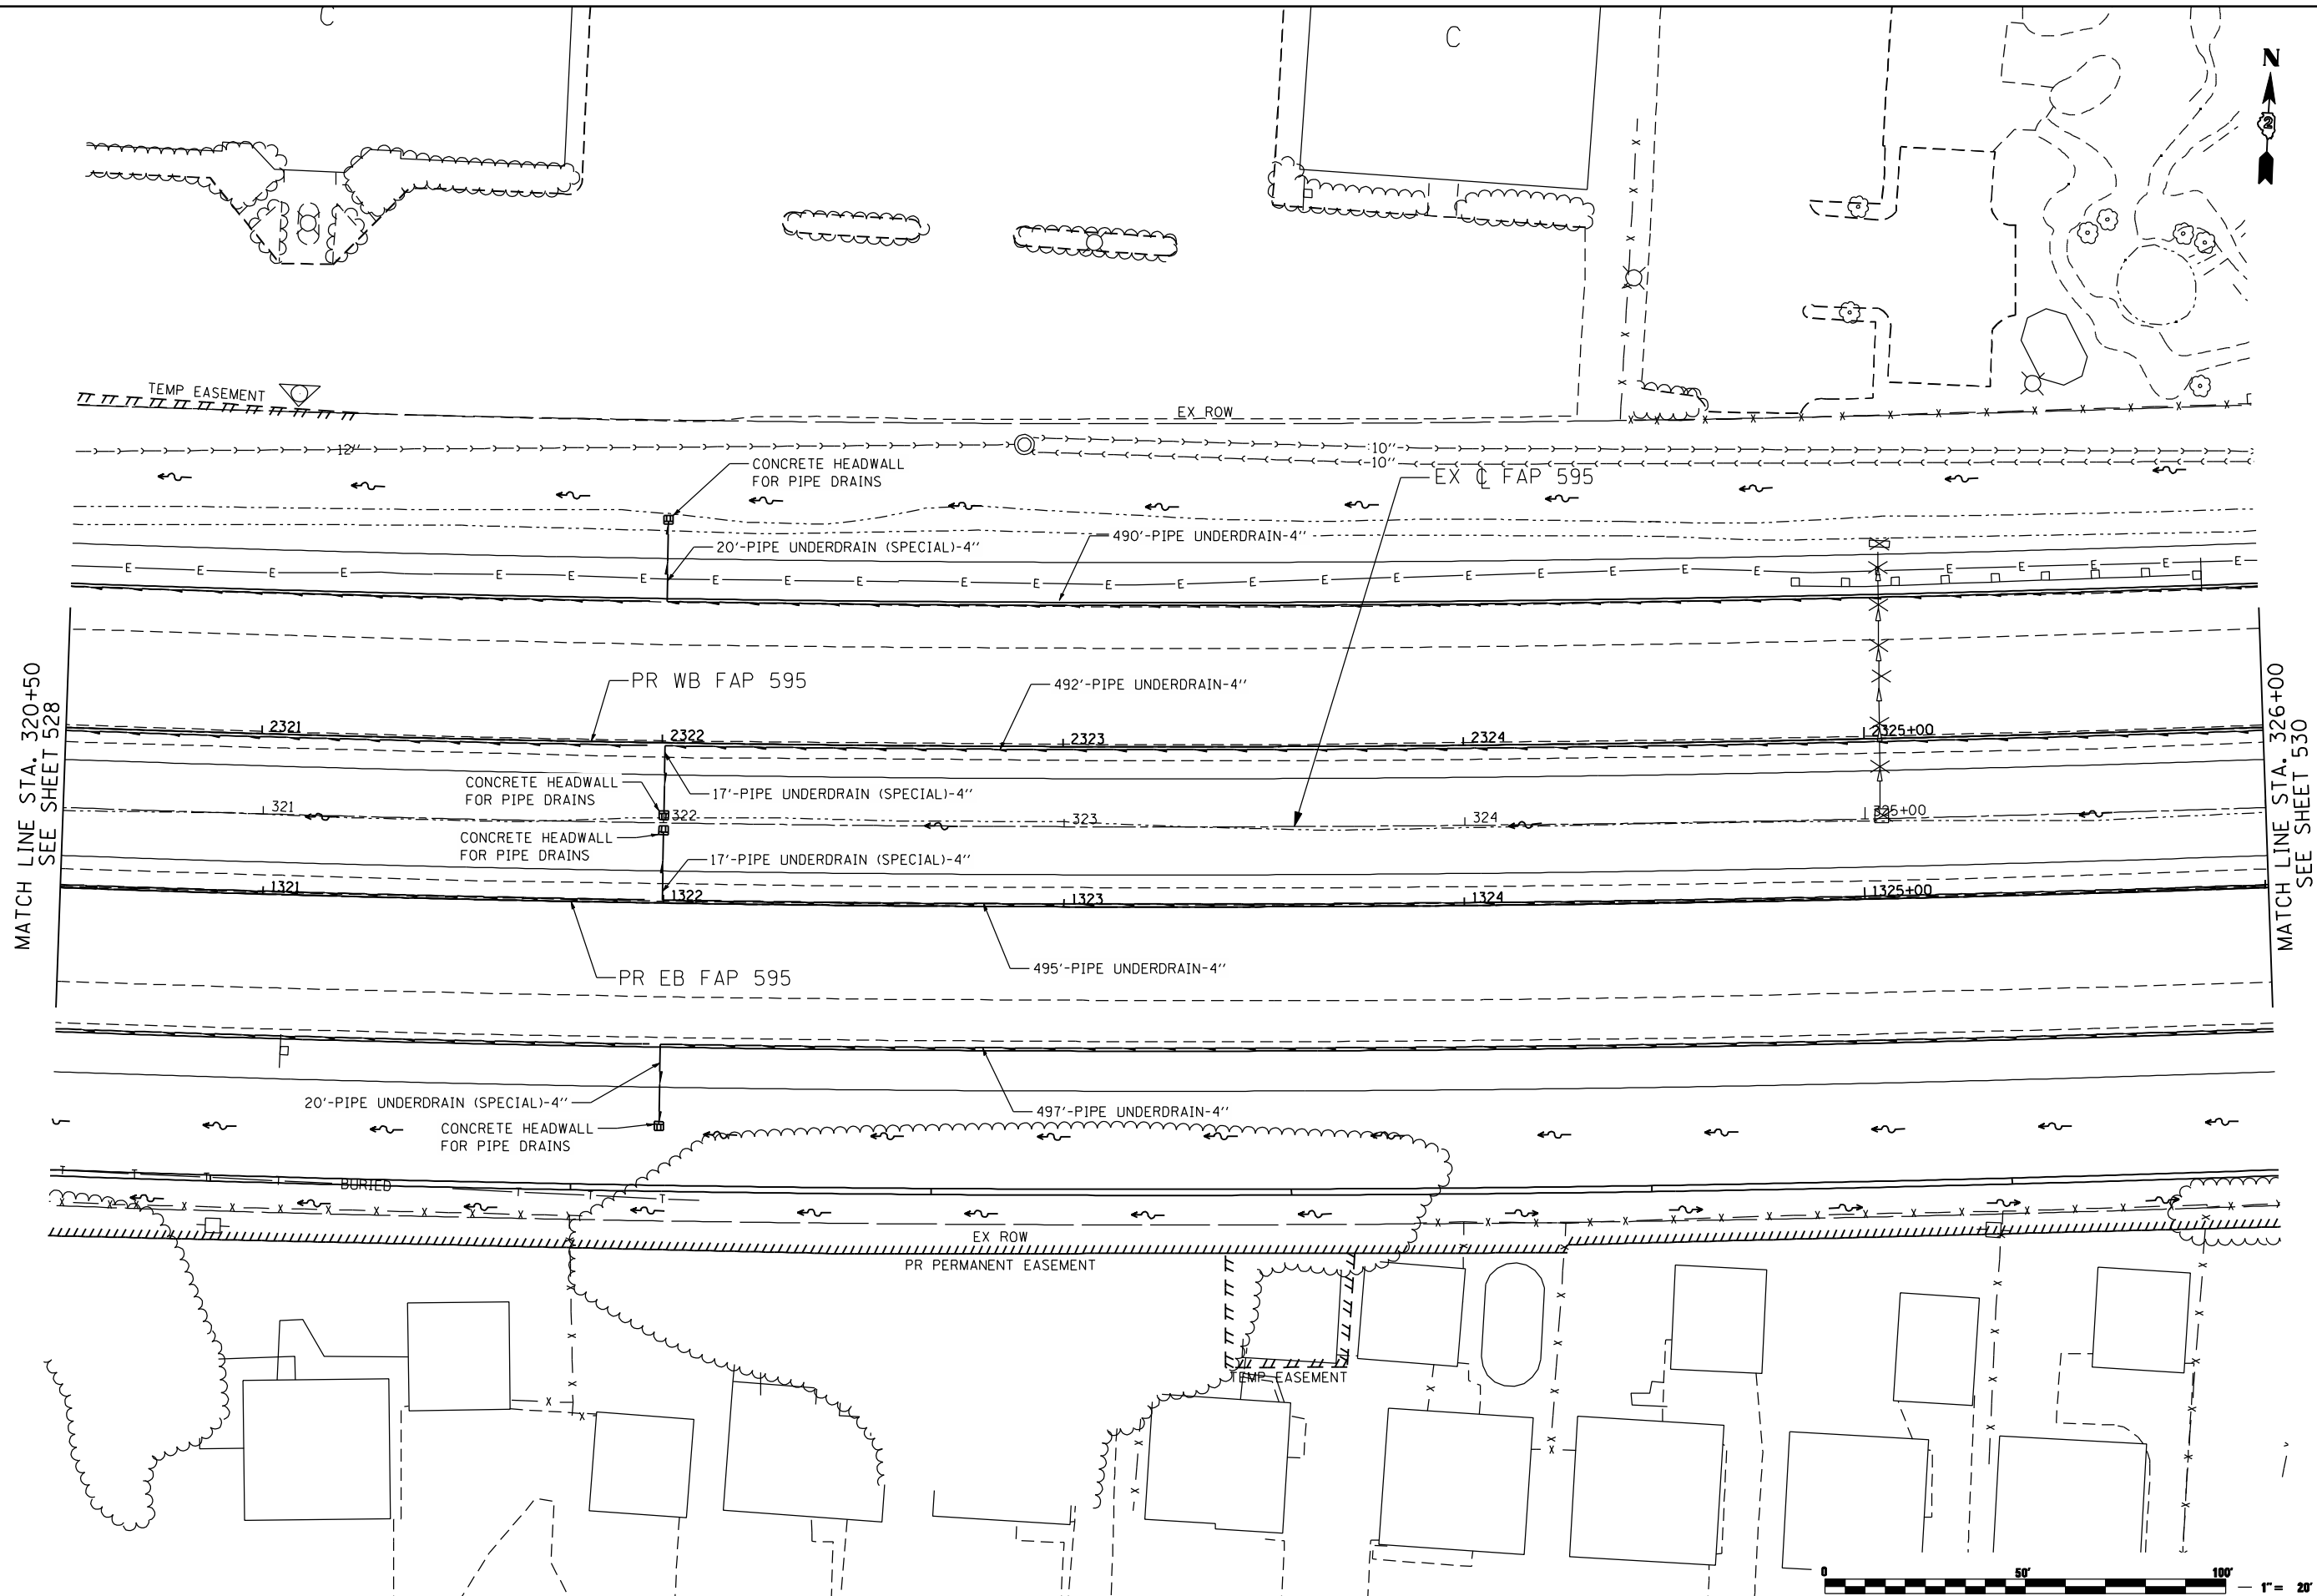 C
C
N
2
TEMP EASEMENT
EX ROW
12"
10"
10"
CONCRETE HEADWALL
FOR PIPE DRAINS
EX ℄ FAP 595
490'-PIPE UNDERDRAIN-4"
20'-PIPE UNDERDRAIN (SPECIAL)-4"
E E E E E E E E E E E E E E E E E E E E E E E E E E E
MATCH LINE STA. 320+50
SEE SHEET 528
MATCH LINE STA. 326+00
SEE SHEET 530
PR WB FAP 595
492'-PIPE UNDERDRAIN-4"
2321
2322
2323
2324
2325+00
CONCRETE HEADWALL
FOR PIPE DRAINS
17'-PIPE UNDERDRAIN (SPECIAL)-4"
321
322
323
324
325+00
CONCRETE HEADWALL
FOR PIPE DRAINS
17'-PIPE UNDERDRAIN (SPECIAL)-4"
1321
1322
1323
1324
1325+00
495'-PIPE UNDERDRAIN-4"
PR EB FAP 595
20'-PIPE UNDERDRAIN (SPECIAL)-4"
497'-PIPE UNDERDRAIN-4"
CONCRETE HEADWALL
FOR PIPE DRAINS
T T T T T T T
BURIED
EX ROW
PR PERMANENT EASEMENT
TEMP EASEMENT
0 50' 100'
1" = 20'